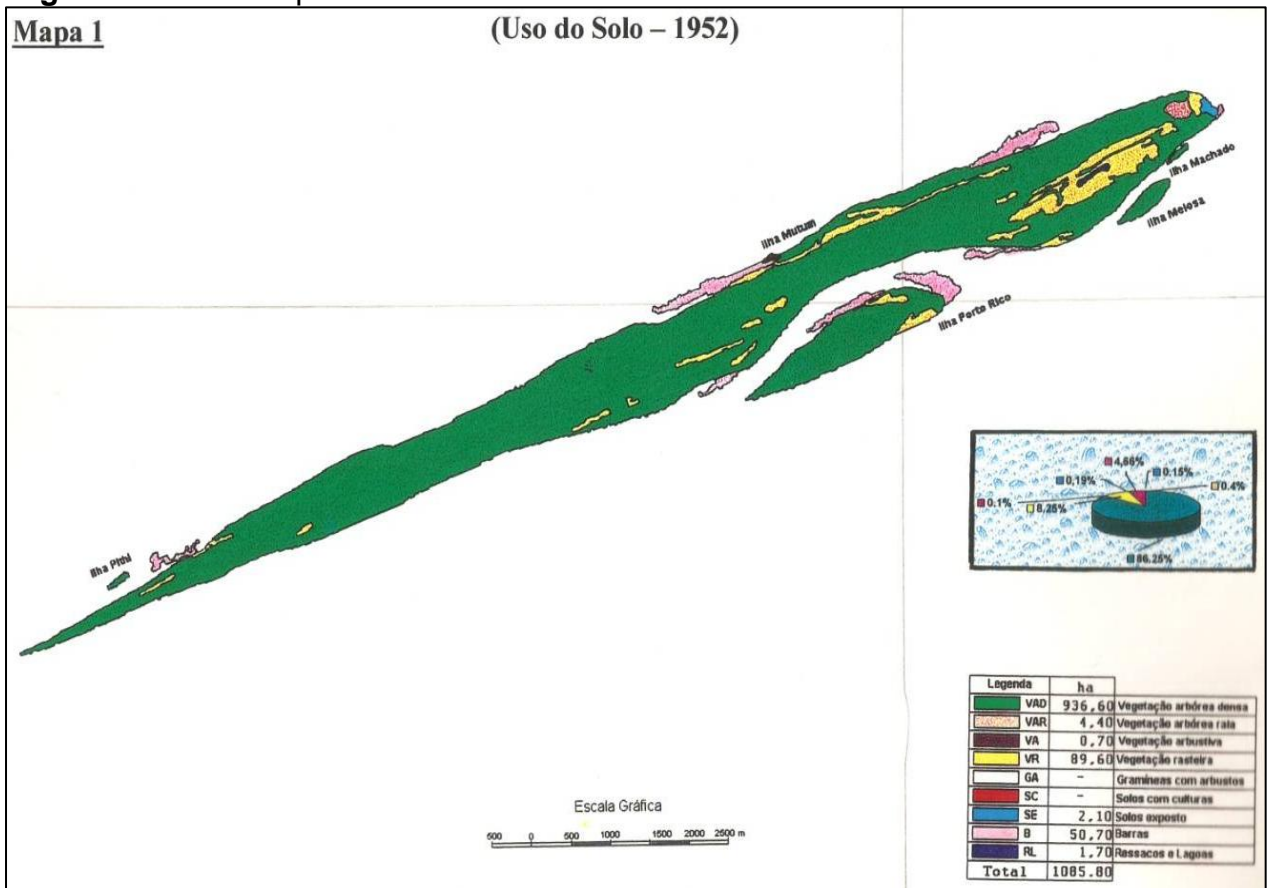 Mapa 1
(Uso do Solo – 1952)
Ilha Machado
Ilha Meiosa
Ilha Mutum
Ilha Porto Rico
Ilha Pithi
4,66%
0,15%
0,19%
0.4%
0.1%
8,25%
86.25%
Escala Gráfica
500 0 500 1000 1500 2000 2500 m
Legenda ha
VAD 936,60 Vegetação arbórea densa
VAR 4,40 Vegetação arbórea rala
VA 0,70 Vegetação arbustiva
VR 89,60 Vegetação rasteira
GA - Gramíneas com arbustos
SC - Solos com culturas
SE 2,10 Solos exposto
B 50,70 Barras
RL 1,70 Ressacos e Lagoas
Total 1085.80